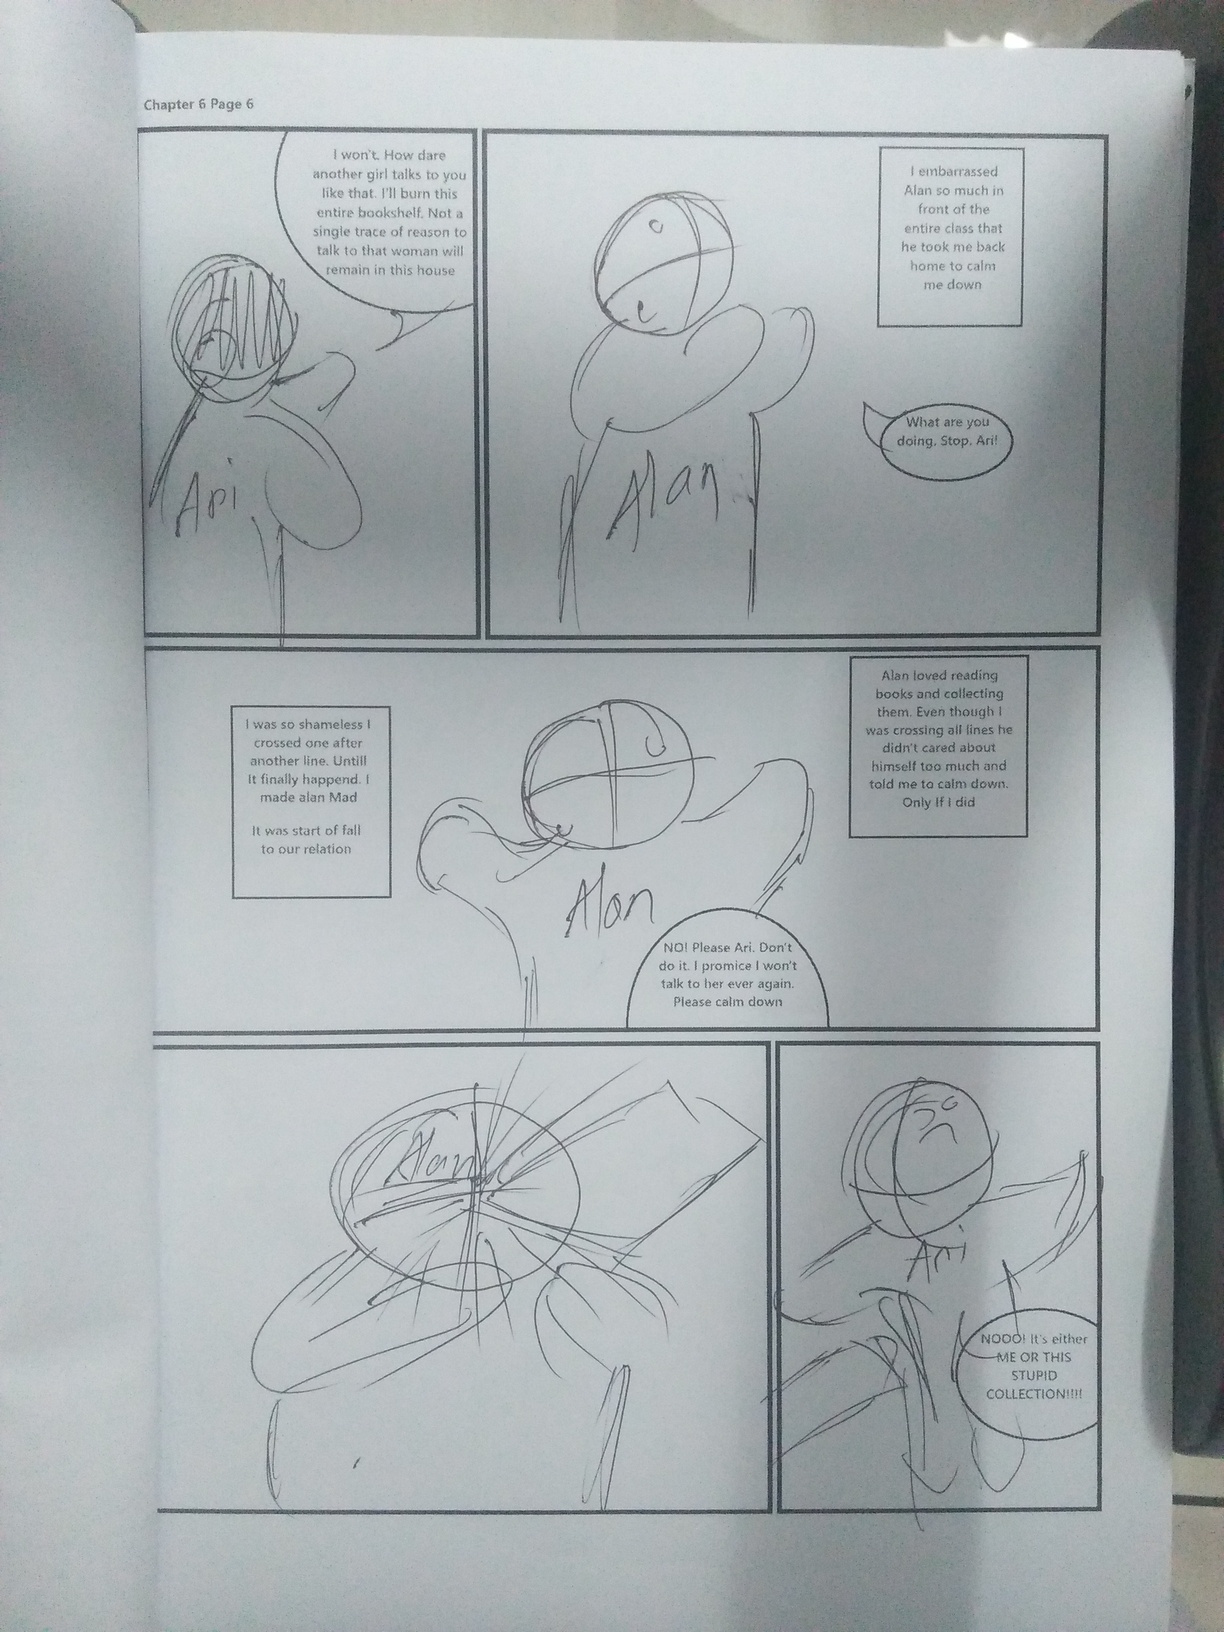 Chapter 6 Page 6
I embarrassed
Alan so much in
front of the
entire class that
he took me back
home to calm
me down
What are you
doing. Stop. Ari!
Alan
I won't. How dare
another girl talks to you
like that. I'll burn this
entire bookshelf. Not a
single trace of reason to
talk to that woman will
remain in this house
Ari
Alan loved reading
books and collecting
them. Even though I
was crossing all lines he
didn't cared about
himself too much and
told me to calm down.
Only If I did
I was so shameless I
crossed one after
another line. Untill
It finally happend. I
made alan Mad
It was start of fall
to our relation
Alan
NO! Please Ari. Don't
do it. I promice I won't
talk to her ever again.
Please calm down
Ari
NOOO! It's either
ME OR THIS
STUPID
COLLECTION!!!!
Alan